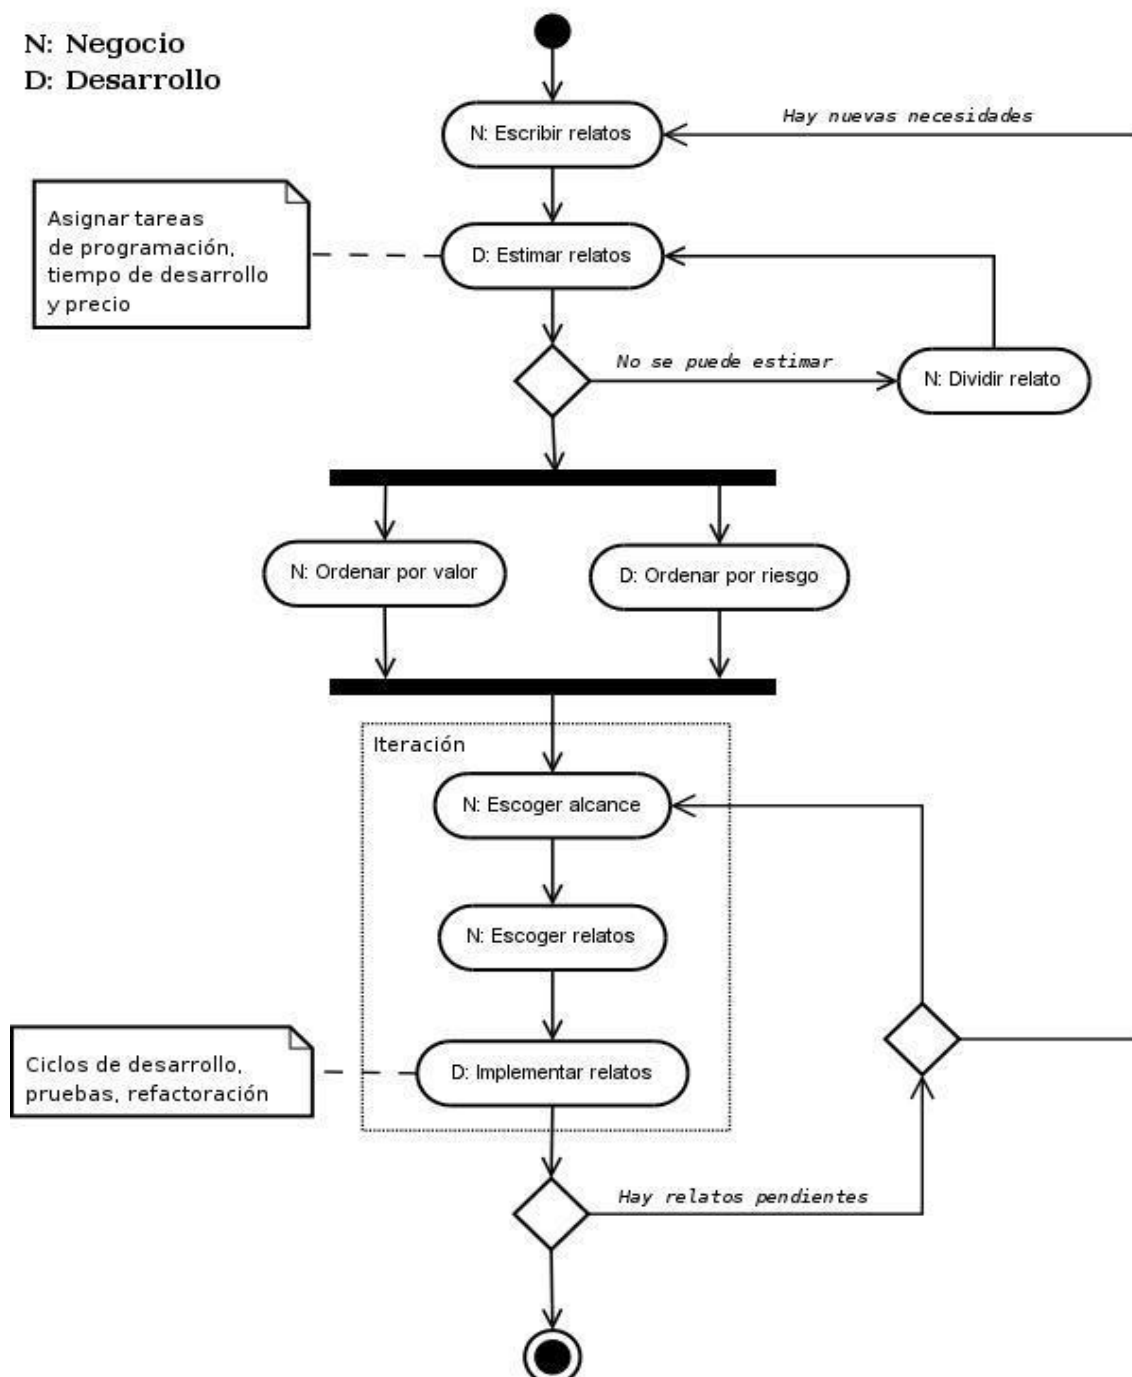 N: Negocio
D: Desarrollo
Hay nuevas necesidades
N: Escribir relatos
Asignar tareas
de programación,
tiempo de desarrollo
y precio
D: Estimar relatos
No se puede estimar
N: Dividir relato
N: Ordenar por valor
D: Ordenar por riesgo
Iteración
N: Escoger alcance
N: Escoger relatos
Ciclos de desarrollo,
pruebas, refactoración
D: Implementar relatos
Hay relatos pendientes